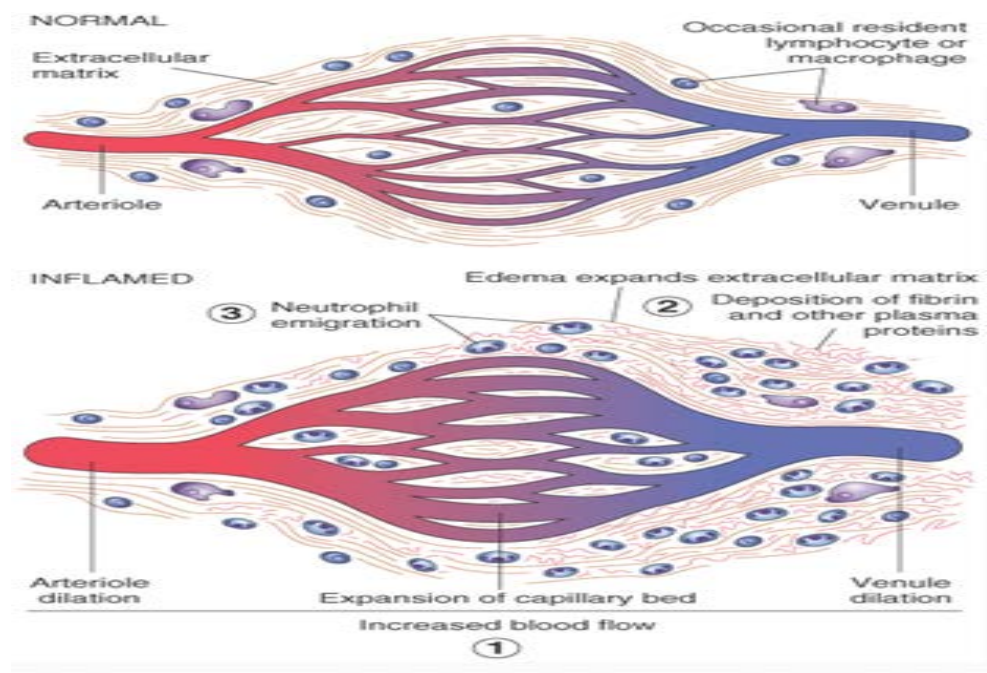 NORMAL
Occasional resident
lymphocyte or
macrophage
Extracellular
matrix
Arteriole
Venule
INFLAMED
Edema expands extracellular matrix
3 Neutrophil
emigration
2 Deposition of fibrin
and other plasma
proteins
Arteriole
dilation
Expansion of capillary bed
Venule
dilation
Increased blood flow
1